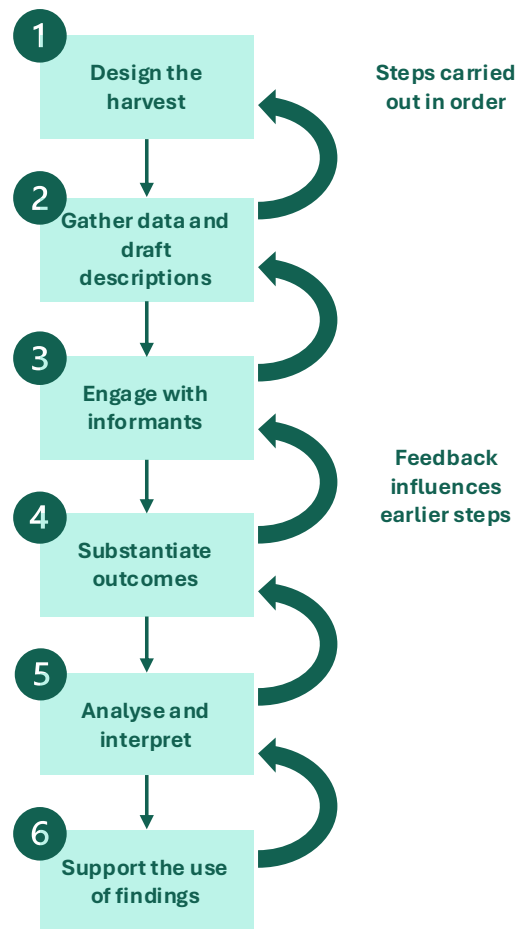 1
Design the
harvest
Steps carried
out in order
2
Gather data and
draft
descriptions
3
Engage with
informants
Feedback
influences
earlier steps
4
Substantiate
outcomes
5
Analyse and
interpret
6
Support the use
of findings